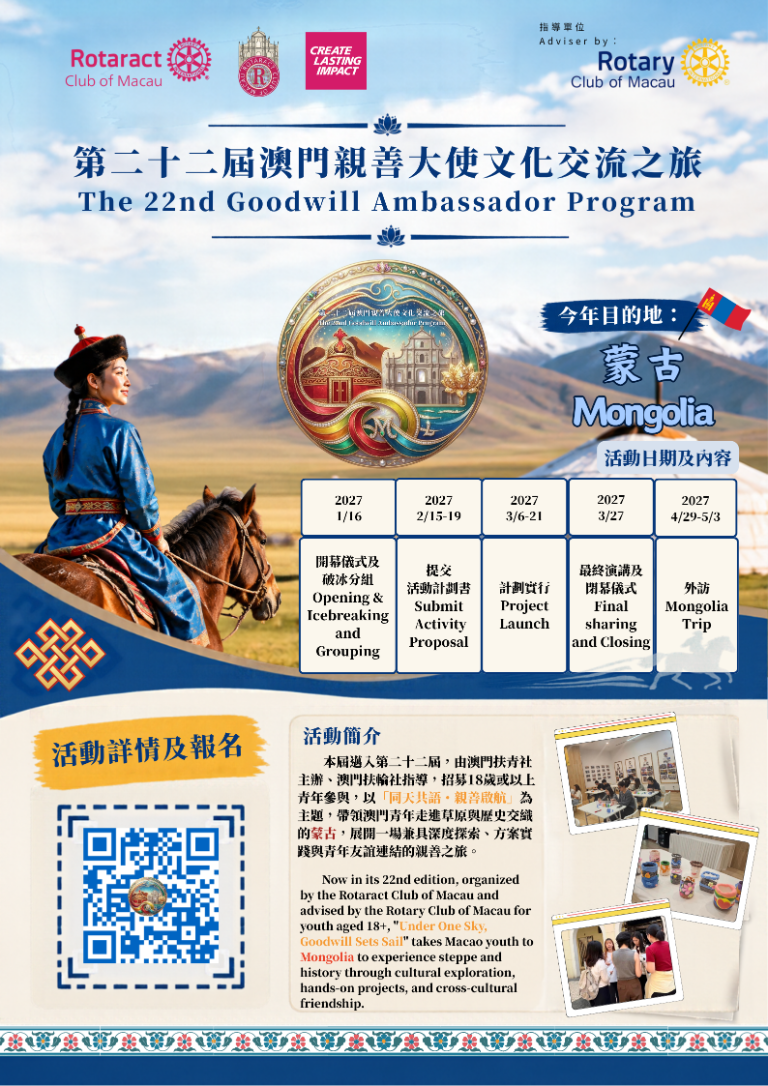 Rotaract
Club of Macau
CREATE
LASTING
IMPACT
指導單位
Adviser by：
Rotary
Club of Macau
第二十二屆澳門親善大使文化交流之旅
The 22nd Goodwill Ambassador Program
今年目的地：
蒙古
Mongolia
活動日期及內容
2027
1/16
2027
2/15-19
2027
3/6-21
2027
3/27
2027
4/29-5/3
開幕儀式及
破冰分組
Opening &
Icebreaking
and
Grouping
提交
活動計劃書
Submit
Activity
Proposal
計劃實行
Project
Launch
最終演講及
閉幕儀式
Final
sharing
and Closing
外訪
Mongolia
Trip
活動詳情及報名
活動簡介
本屆邁入第二十二屆，由澳門扶青社
主辦、澳門扶輪社指導，招募18歲或以上
青年參與，以「同天共語·親善啟航」為
主題，帶領澳門青年走進草原與歷史交織
的蒙古，展開一場兼具深度探索、方案實
踐與青年友誼連結的親善之旅。
Now in its 22nd edition, organized
by the Rotaract Club of Macau and
advised by the Rotary Club of Macau for
youth aged 18+, "Under One Sky,
Goodwill Sets Sail" takes Macao youth to
Mongolia to experience steppe and
history through cultural exploration,
hands-on projects, and cross-cultural
friendship.